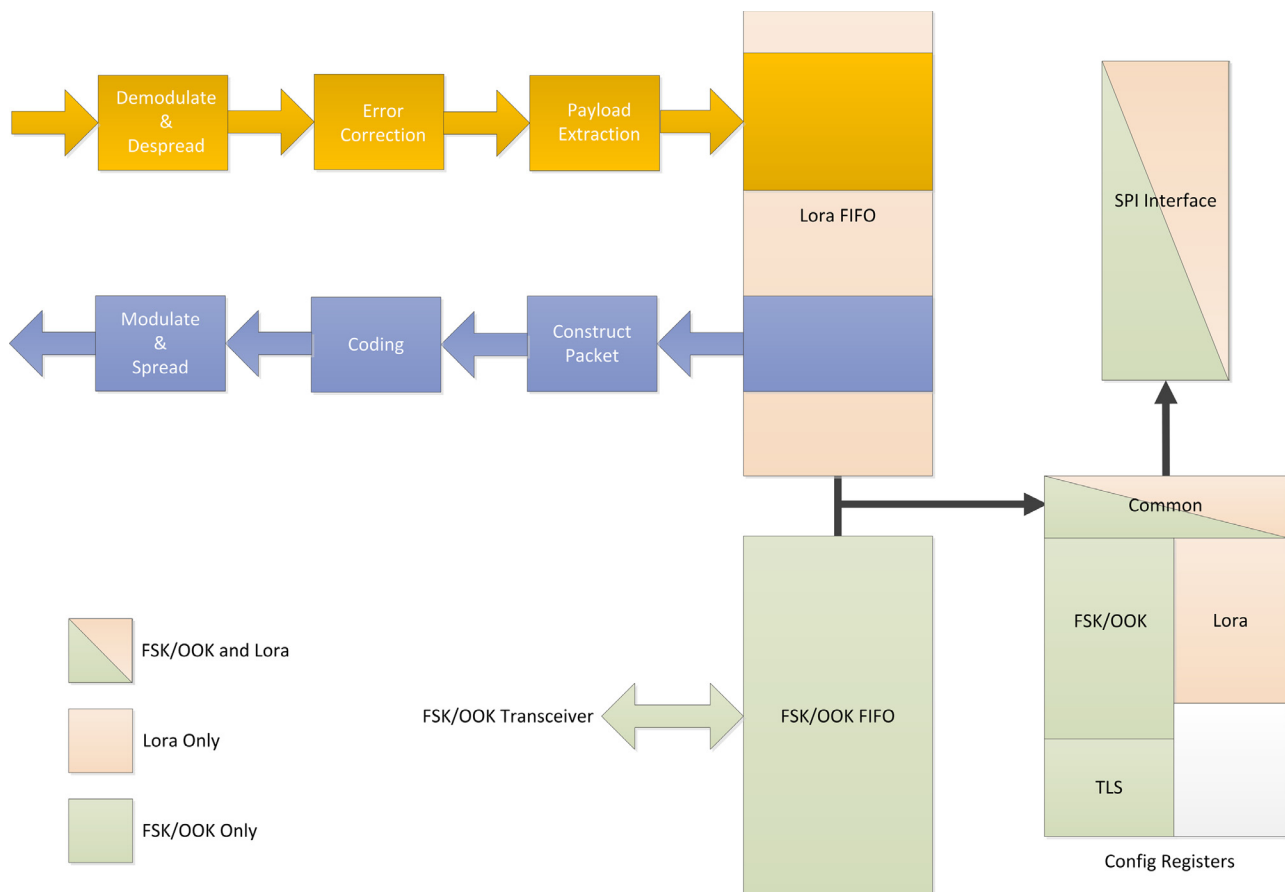 Demodulate
&
Despread
Error
Correction
Payload
Extraction
Lora FIFO
SPI Interface
Modulate
&
Spread
Coding
Construct
Packet
Common
FSK/OOK
Lora
TLS
Config Registers
FSK/OOK FIFO
FSK/OOK Transceiver
FSK/OOK and Lora
Lora Only
FSK/OOK Only